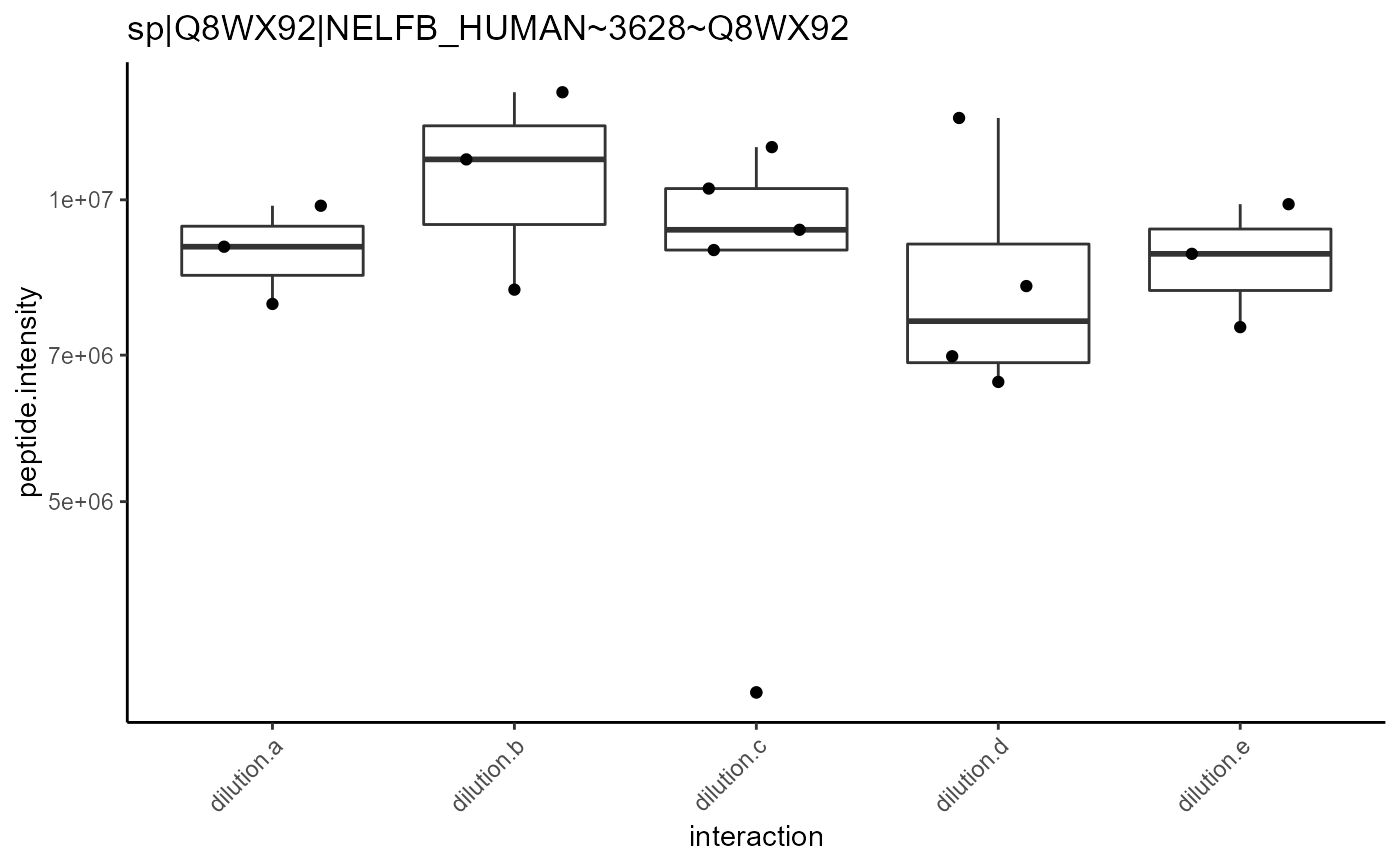 sp|Q8WX92|NELFB_HUMAN~3628~Q8WX92
peptide.intensity
1e+07
7e+06
5e+06
dilution.a
dilution.b
dilution.c
dilution.d
dilution.e
interaction